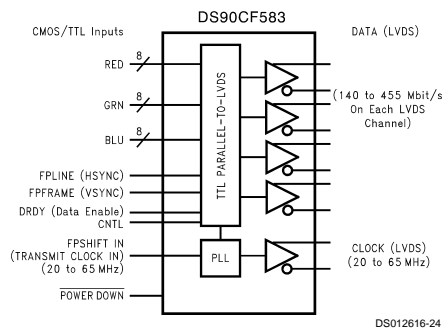 DS90CF583
CMOS/TTL Inputs
DATA (LVDS)
RED
8
GRN
8
BLU
8
FPLINE (HSYNC)
FPFRAME (VSYNC)
DRDY (Data Enable)
CNTL
FPSHIFT IN
(TRANSMIT CLOCK IN)
(20 to 65 MHz)
POWER DOWN
TTL PARALLEL-TO-LVDS
PLL
(140 to 455 Mbit/s
On Each LVDS
Channel)
CLOCK (LVDS)
(20 to 65 MHz)
DS012616-24